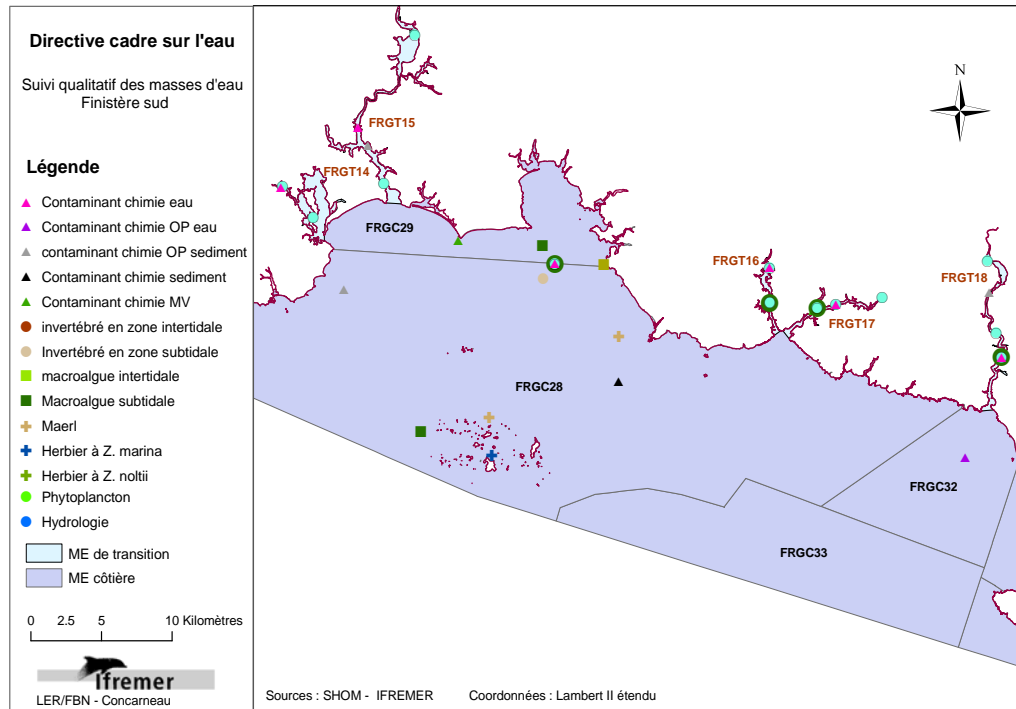 Directive cadre sur l'eau
Suivi qualitatif des masses d'eau
Finistère sud
Légende
Contaminant chimie eau
Contaminant chimie OP eau
contaminant chimie OP sediment
Contaminant chimie sediment
Contaminant chimie MV
invertébré en zone intertidale
Invertébré en zone subtidale
macroalgue intertidale
Macroalgue subtidale
Maerl
Herbier à Z. marina
Herbier à Z. noltii
Phytoplancton
Hydrologie
ME de transition
ME côtière
0 2.5 5 10 Kilomètres
Ifremer
LER/FBN - Concarneau
N
FRGT15
FRGT14
FRGC29
FRGT16
FRGT18
FRGT17
FRGC28
FRGC32
FRGC33
Sources : SHOM - IFREMER Coordonnées : Lambert II étendu